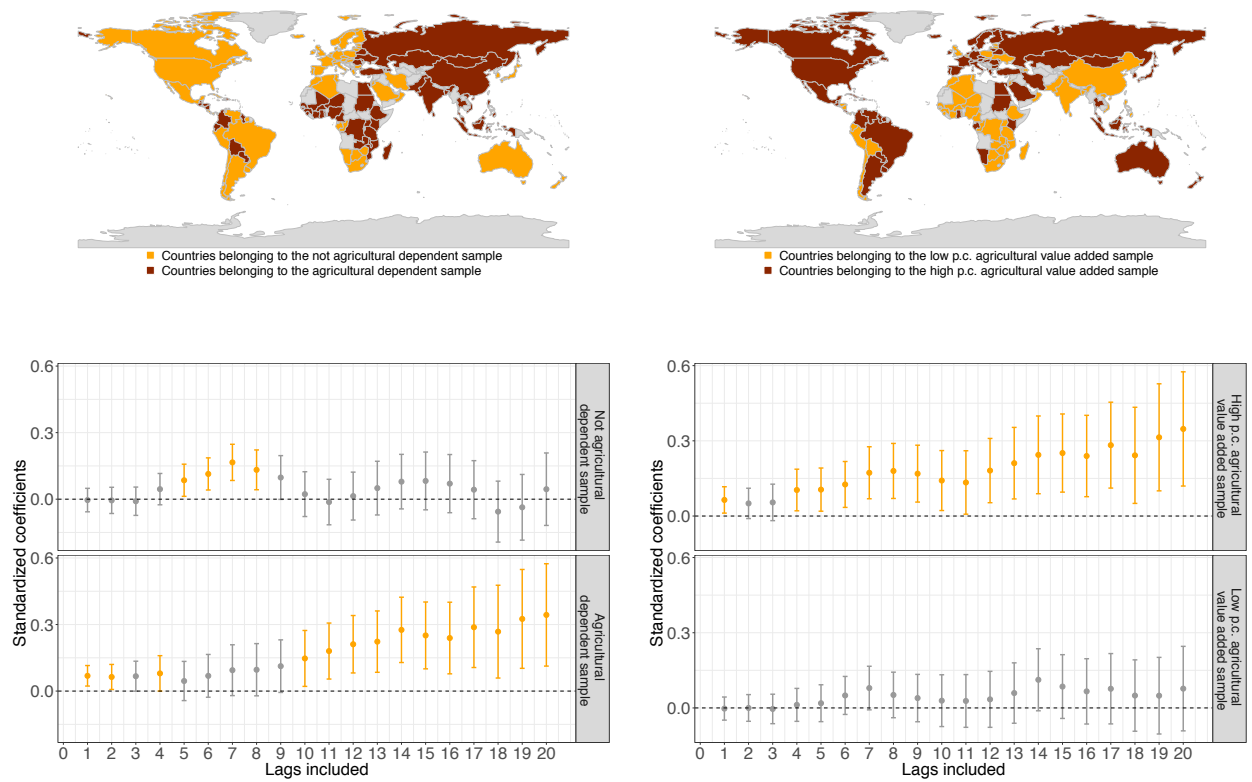 Countries belonging to the not agricultural dependent sample
Countries belonging to the agricultural dependent sample
Countries belonging to the low p.c. agricultural value added sample
Countries belonging to the high p.c. agricultural value added sample
Standardized coefficients
0.6
0.3
0.0
Not agricultural
dependent sample
0.6
0.3
0.0
Agricultural
dependent sample
0 1 2 3 4 5 6 7 8 9 10 11 12 13 14 15 16 17 18 19 20
Lags included
Standardized coefficients
0.6
0.3
0.0
High p.c. agricultural
value added sample
0.6
0.3
0.0
Low p.c. agricultural
value added sample
0 1 2 3 4 5 6 7 8 9 10 11 12 13 14 15 16 17 18 19 20
Lags included